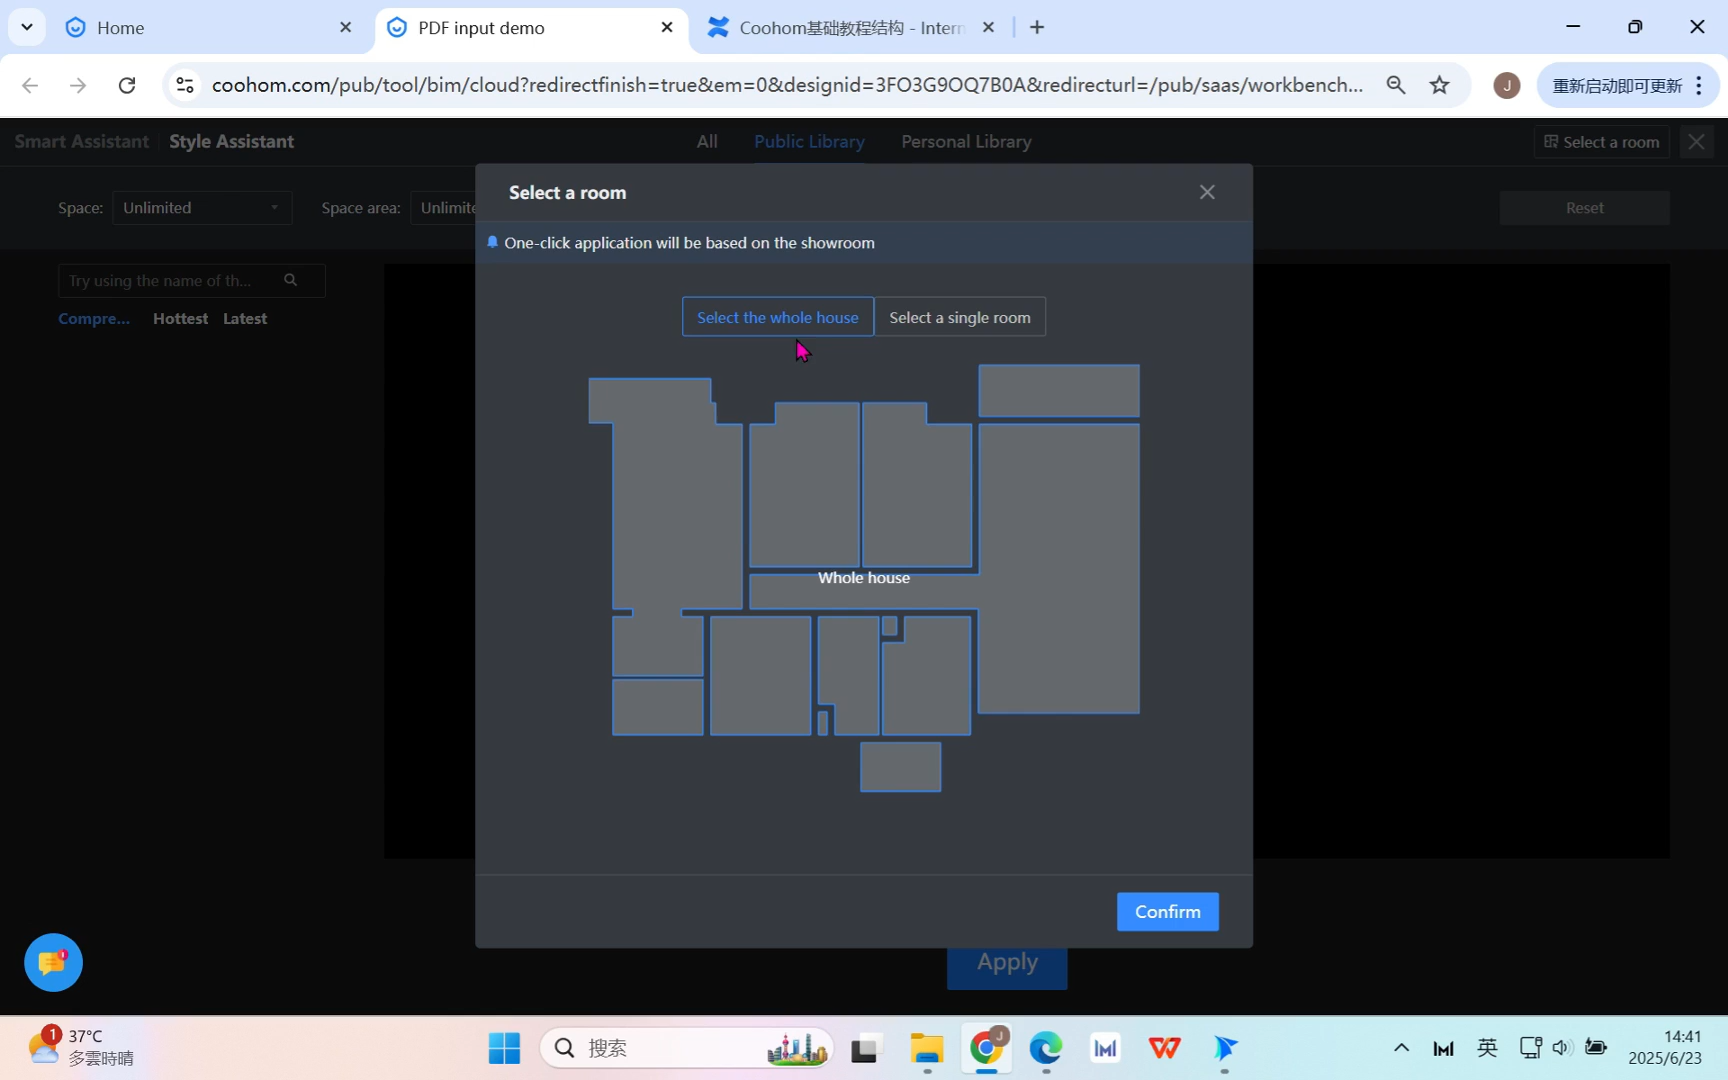 Home
PDF input demo
Coohom基础教程结构 - Intern
coohom.com/pub/tool/bim/cloud?redirectfinish=true&em=0&designid=3FO3G9OQ7B0A&redirecturl=/pub/saas/workbench...
J
重新启动即可更新
Smart Assistant
Style Assistant
All
Public Library
Personal Library
Select a room
Space:
Unlimited
Space area:
Unlimite
Reset
Try using the name of th...
Compre...
Hottest
Latest
Select a room
One-click application will be based on the showroom
Select the whole house
Select a single room
Whole house
Confirm
Apply
1
37°C
多雲時晴
搜索
J
英
14:41
2025/6/23